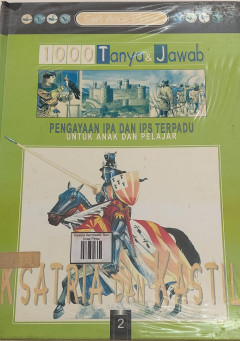 1000 Tanya & Jawab
PENGAYAAN IPA DAN IPS TERPADU
UNTUK ANAK DAN PELAJAR
KSATRIA DAN KASTIL
2